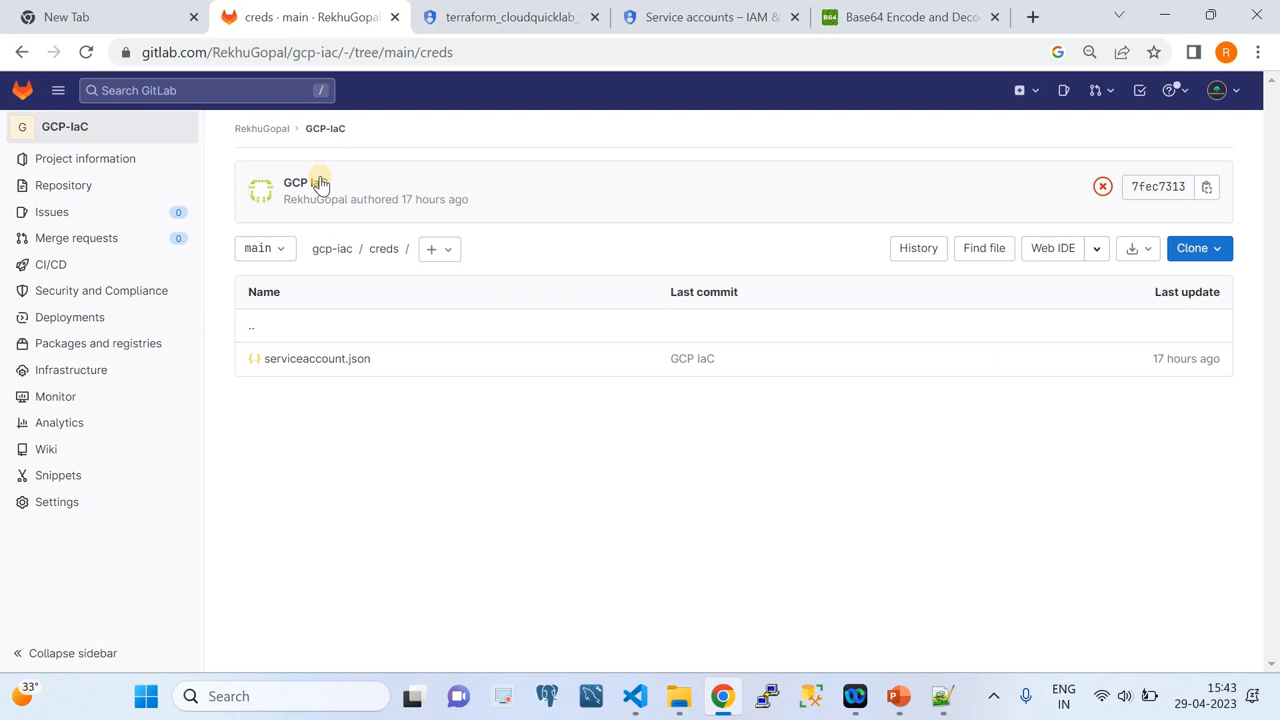 New Tab
creds · main · RekhuGopal
terraform_cloudquicklab
Service accounts – IAM &
B64
Base64 Encode and Deco
gitlab.com/RekhuGopal/gcp-iac/-/tree/main/creds
R
Search GitLab
/
G
GCP-IaC
Project information
Repository
Issues
0
Merge requests
0
CI/CD
Security and Compliance
Deployments
Packages and registries
Infrastructure
Monitor
Analytics
Wiki
Snippets
Settings
Collapse sidebar
RekhuGopal > GCP-IaC
GCP IaC
RekhuGopal authored 17 hours ago
7fec7313
main
gcp-iac / creds /
+
History
Find file
Web IDE
Clone
Name
Last commit
Last update
..
serviceaccount.json
GCP IaC
17 hours ago
33°
Search
ENG
IN
15:43
29-04-2023